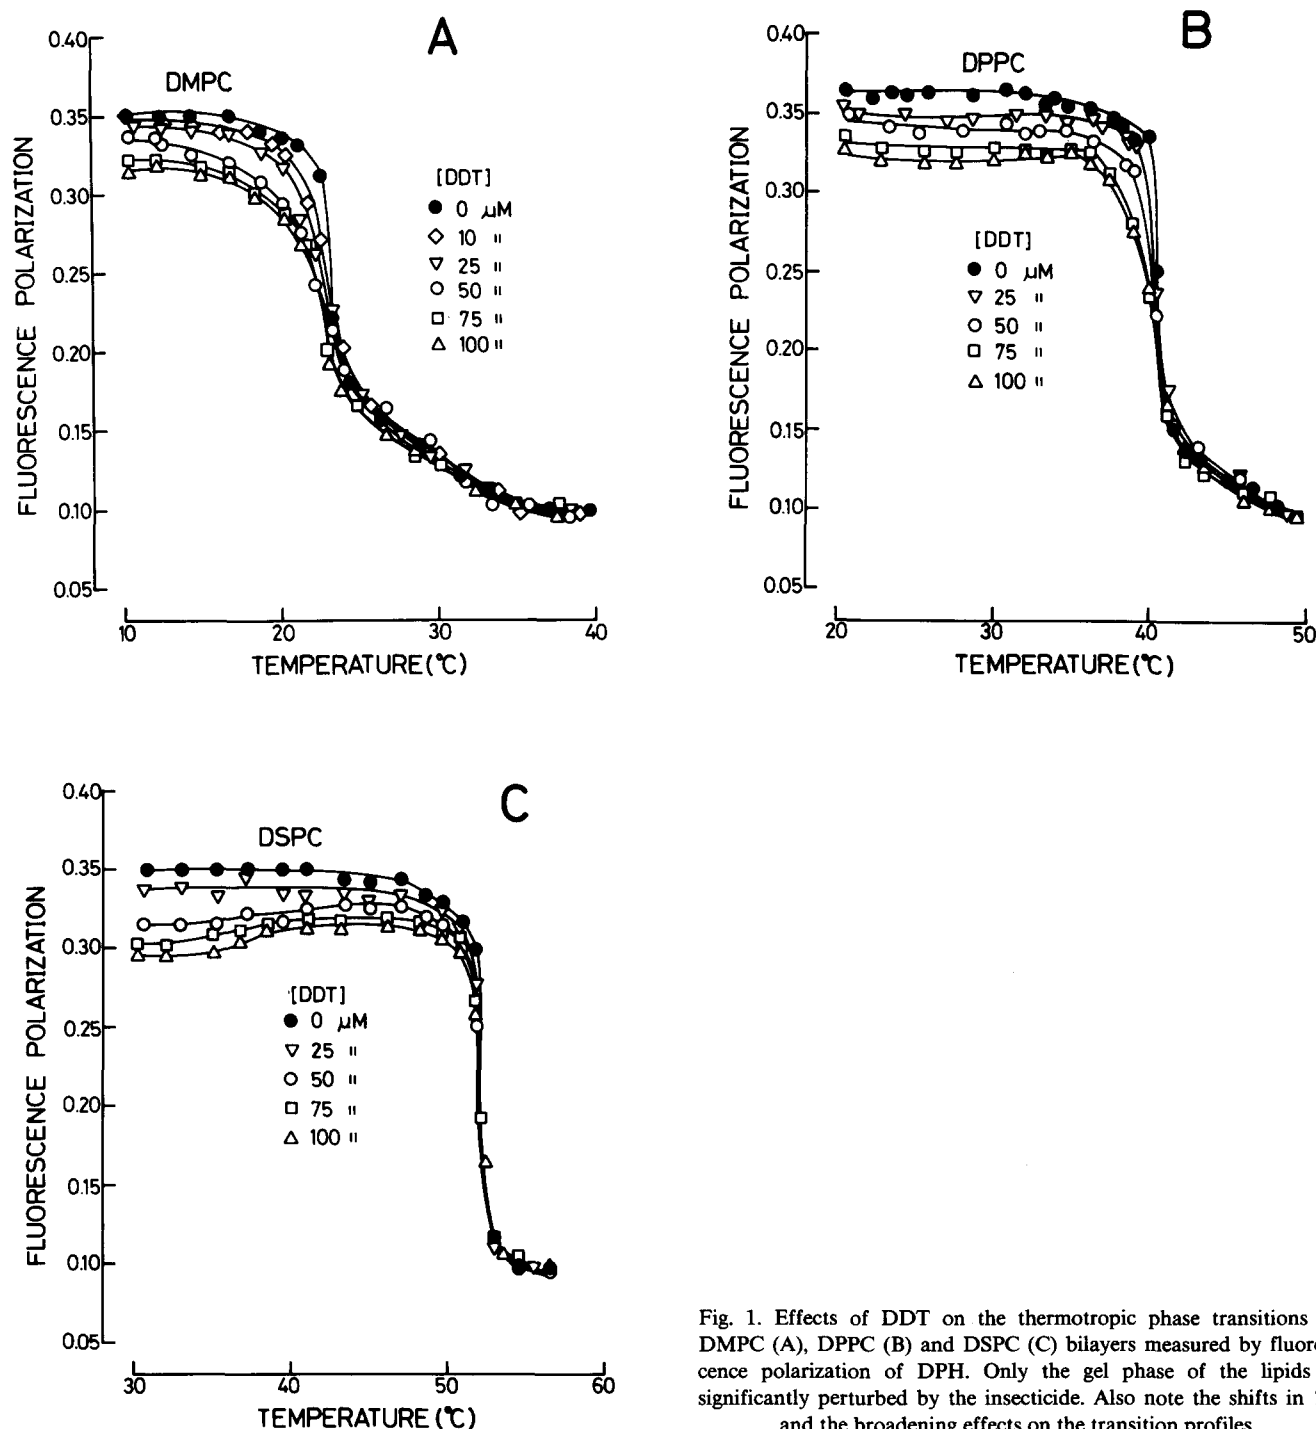 A
DMPC
0.40
0.35
0.30
0.25
0.20
0.15
0.10
0.05
FLUORESCENCE POLARIZATION
[DDT]
0 μM
10 "
25 "
50 "
75 "
100 "
10 20 30 40
TEMPERATURE (°C)
B
DPPC
0.40
0.35
0.30
0.25
0.20
0.15
0.10
0.05
FLUORESCENCE POLARIZATION
[DDT]
0 μM
25 "
50 "
75 "
100 "
20 30 40 50
TEMPERATURE (°C)
C
DSPC
0.40
0.35
0.30
0.25
0.20
0.15
0.10
0.05
FLUORESCENCE POLARIZATION
[DDT]
0 μM
25 "
50 "
75 "
100 "
30 40 50 60
TEMPERATURE (°C)
Fig. 1. Effects of DDT on the thermotropic phase transitions
DMPC (A), DPPC (B) and DSPC (C) bilayers measured by fluore
cence polarization of DPH. Only the gel phase of the lipids
significantly perturbed by the insecticide. Also note the shifts in
and the broadening effects on the transition profiles